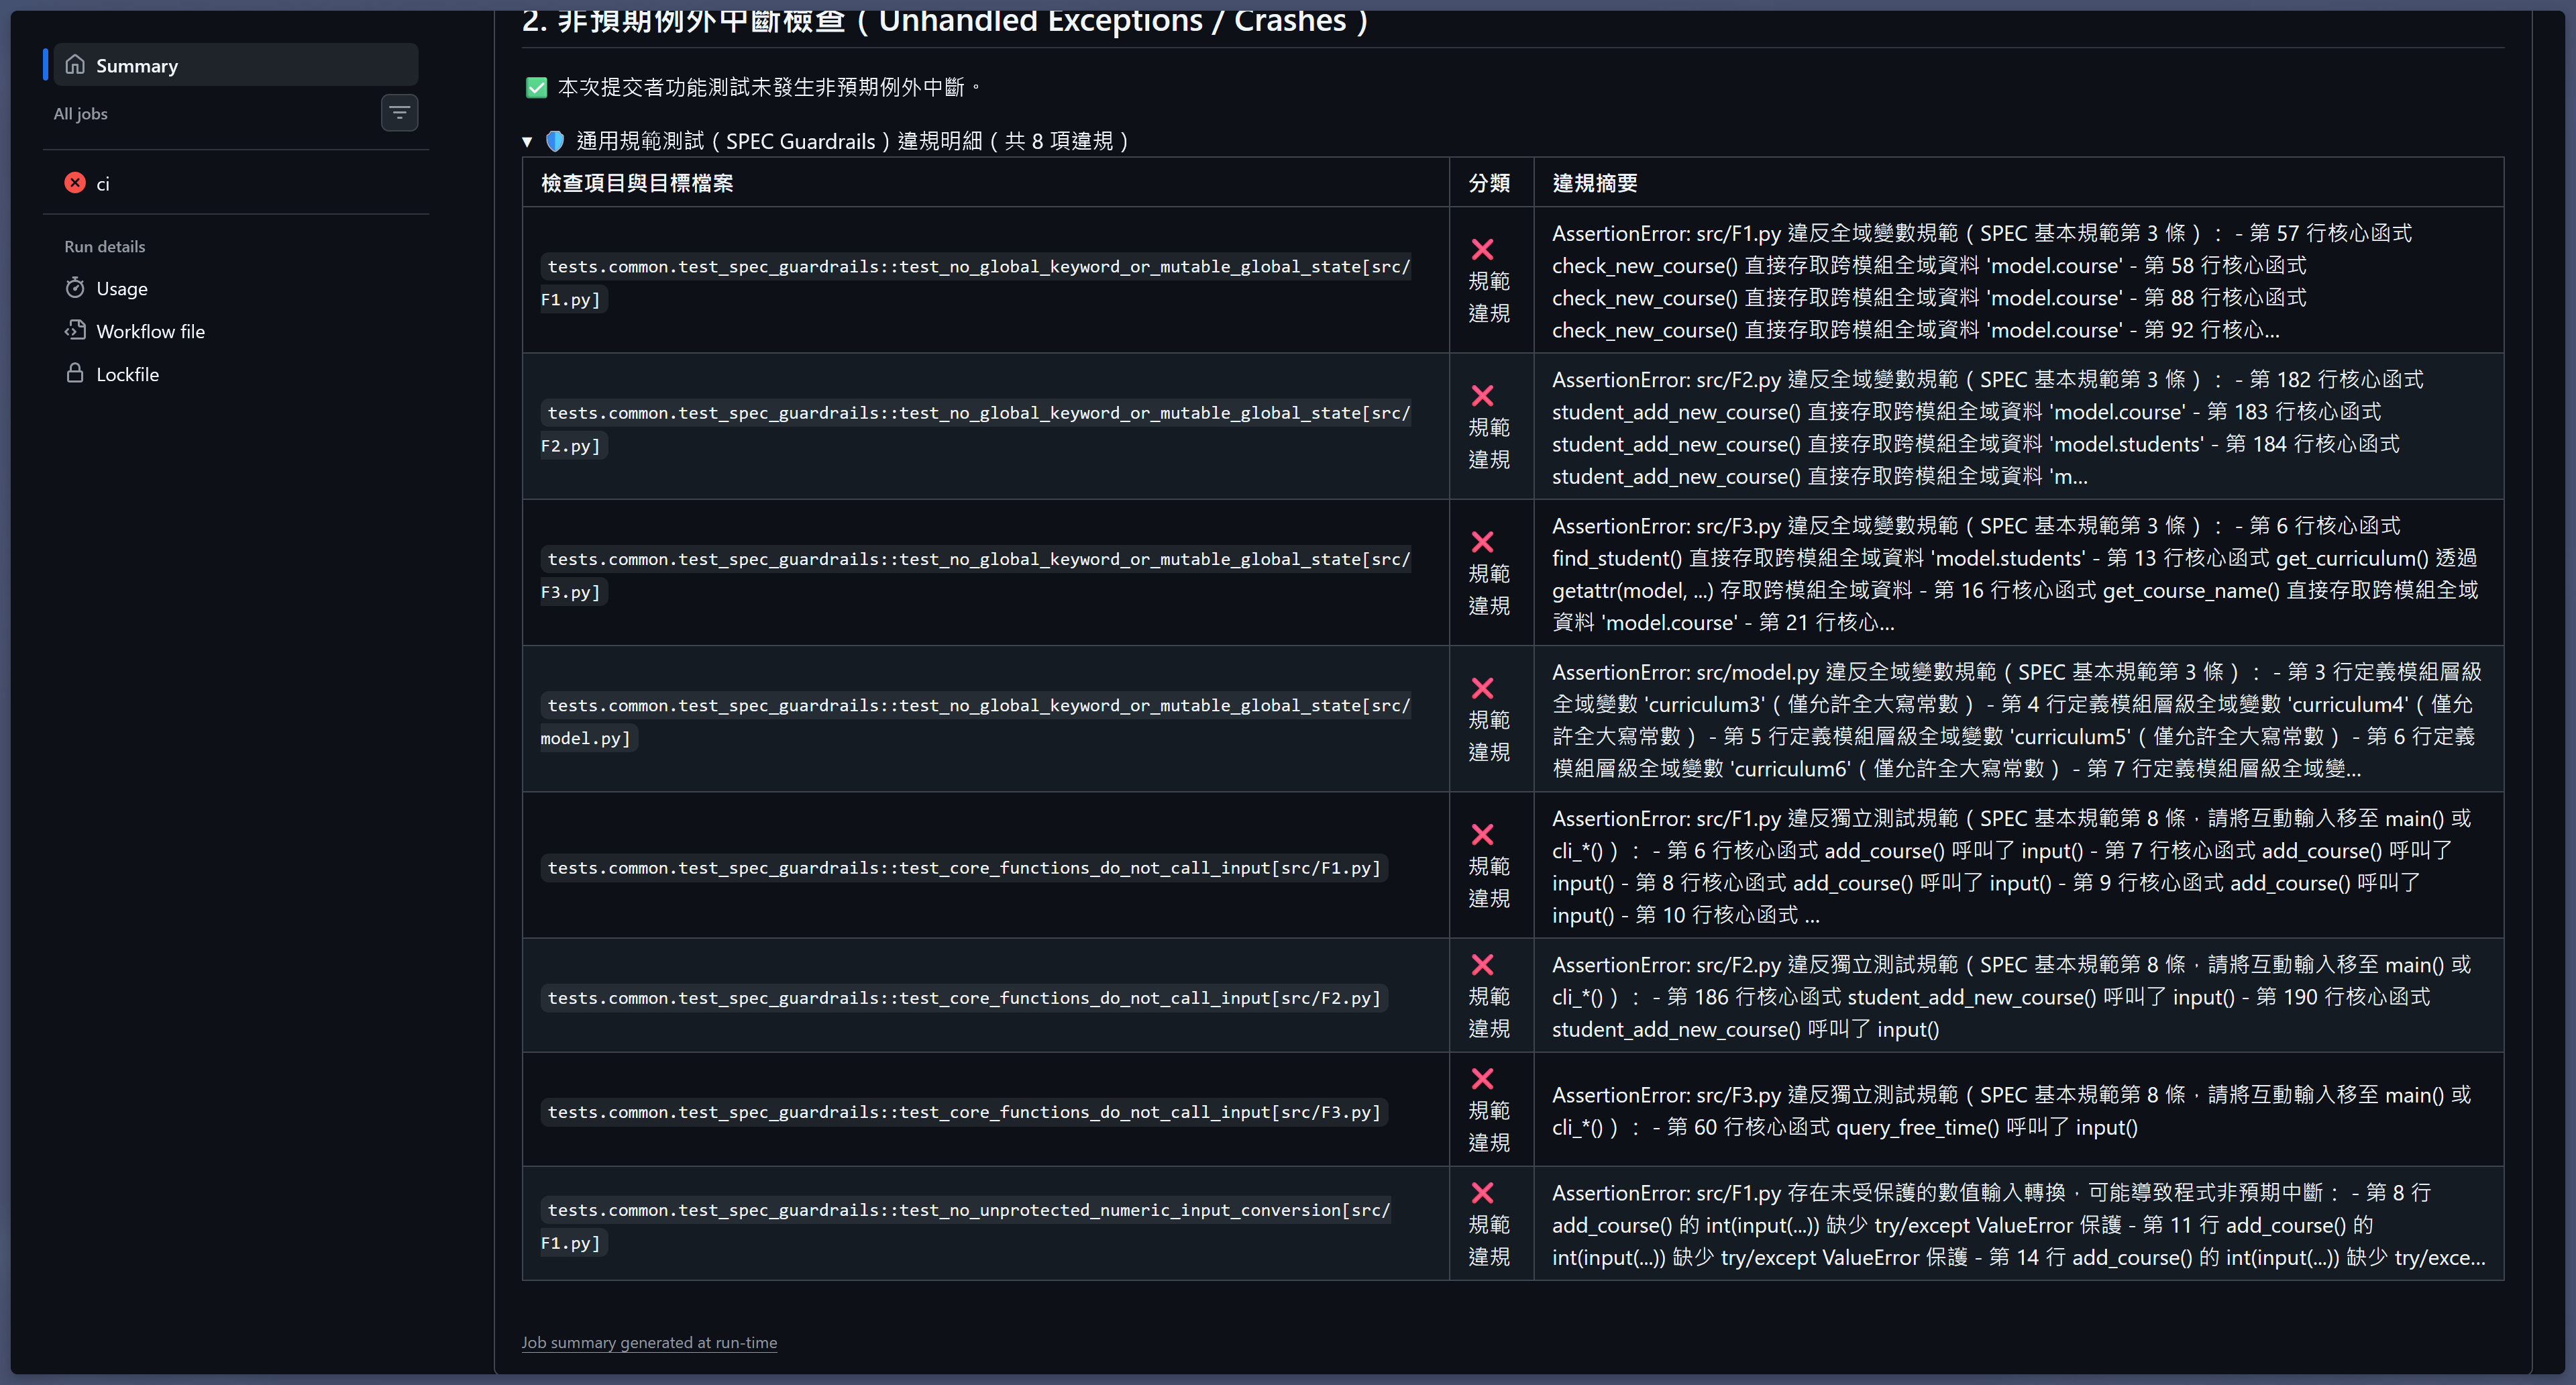 2. 非預期例外中斷檢查（Unhandled Exceptions / Crashes）
Summary
All jobs
ci
Run details
Usage
Workflow file
Lockfile
✅ 本次提交者功能測試未發生非預期例外中斷。
▼ 🛡️ 通用規範測試（SPEC Guardrails）違規明細（共 8 項違規）
檢查項目與目標檔案 分類 違規摘要
tests.common.test_spec_guardrails::test_no_global_keyword_or_mutable_global_state[src/
F1.py]
❌
規範
違規
AssertionError: src/F1.py 違反全域變數規範（SPEC 基本規範第 3 條）： - 第 57 行核心函式
check_new_course() 直接存取跨模組全域資料 'model.course' - 第 58 行核心函式
check_new_course() 直接存取跨模組全域資料 'model.course' - 第 88 行核心函式
check_new_course() 直接存取跨模組全域資料 'model.course' - 第 92 行核心...
tests.common.test_spec_guardrails::test_no_global_keyword_or_mutable_global_state[src/
F2.py]
❌
規範
違規
AssertionError: src/F2.py 違反全域變數規範（SPEC 基本規範第 3 條）： - 第 182 行核心函式
student_add_new_course() 直接存取跨模組全域資料 'model.course' - 第 183 行核心函式
student_add_new_course() 直接存取跨模組全域資料 'model.students' - 第 184 行核心函式
student_add_new_course() 直接存取跨模組全域資料 'm...
tests.common.test_spec_guardrails::test_no_global_keyword_or_mutable_global_state[src/
F3.py]
❌
規範
違規
AssertionError: src/F3.py 違反全域變數規範（SPEC 基本規範第 3 條）： - 第 6 行核心函式
find_student() 直接存取跨模組全域資料 'model.students' - 第 13 行核心函式 get_curriculum() 透過
getattr(model, ...) 存取跨模組全域資料 - 第 16 行核心函式 get_course_name() 直接存取跨模組全域
資料 'model.course' - 第 21 行核心...
tests.common.test_spec_guardrails::test_no_global_keyword_or_mutable_global_state[src/
model.py]
❌
規範
違規
AssertionError: src/model.py 違反全域變數規範（SPEC 基本規範第 3 條）： - 第 3 行定義模組層級
全域變數 'curriculum3'（僅允許全大寫常數） - 第 4 行定義模組層級全域變數 'curriculum4'（僅允
許全大寫常數） - 第 5 行定義模組層級全域變數 'curriculum5'（僅允許全大寫常數） - 第 6 行定義
模組層級全域變數 'curriculum6'（僅允許全大寫常數） - 第 7 行定義模組層級全域變...
tests.common.test_spec_guardrails::test_core_functions_do_not_call_input[src/F1.py]
❌
規範
違規
AssertionError: src/F1.py 違反獨立測試規範（SPEC 基本規範第 8 條，請將互動輸入移至 main() 或
cli_*()）： - 第 6 行核心函式 add_course() 呼叫了 input() - 第 7 行核心函式 add_course() 呼叫了
input() - 第 8 行核心函式 add_course() 呼叫了 input() - 第 9 行核心函式 add_course() 呼叫了
input() - 第 10 行核心函式 ...
tests.common.test_spec_guardrails::test_core_functions_do_not_call_input[src/F2.py]
❌
規範
違規
AssertionError: src/F2.py 違反獨立測試規範（SPEC 基本規範第 8 條，請將互動輸入移至 main() 或
cli_*()）： - 第 186 行核心函式 student_add_new_course() 呼叫了 input() - 第 190 行核心函式
student_add_new_course() 呼叫了 input()
tests.common.test_spec_guardrails::test_core_functions_do_not_call_input[src/F3.py]
❌
規範
違規
AssertionError: src/F3.py 違反獨立測試規範（SPEC 基本規範第 8 條，請將互動輸入移至 main() 或
cli_*()）： - 第 60 行核心函式 query_free_time() 呼叫了 input()
tests.common.test_spec_guardrails::test_no_unprotected_numeric_input_conversion[src/
F1.py]
❌
規範
違規
AssertionError: src/F1.py 存在未受保護的數值輸入轉換，可能導致程式非預期中斷： - 第 8 行
add_course() 的 int(input(...)) 缺少 try/except ValueError 保護 - 第 11 行 add_course() 的
int(input(...)) 缺少 try/except ValueError 保護 - 第 14 行 add_course() 的 int(input(...)) 缺少 try/exce...
Job summary generated at run-time